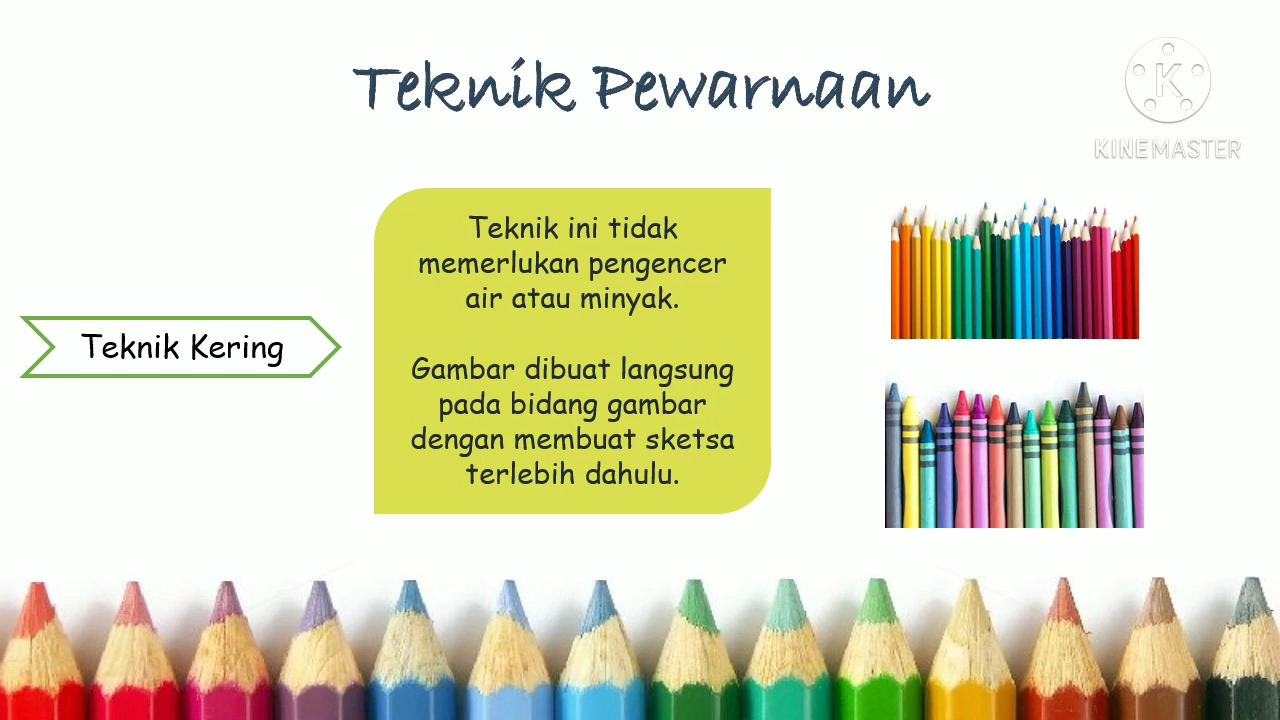 Teknik Pewarnaan
K
KINEMASTER
Teknik Kering
Teknik ini tidak
memerlukan pengencer
air atau minyak.
Gambar dibuat langsung
pada bidang gambar
dengan membuat sketsa
terlebih dahulu.